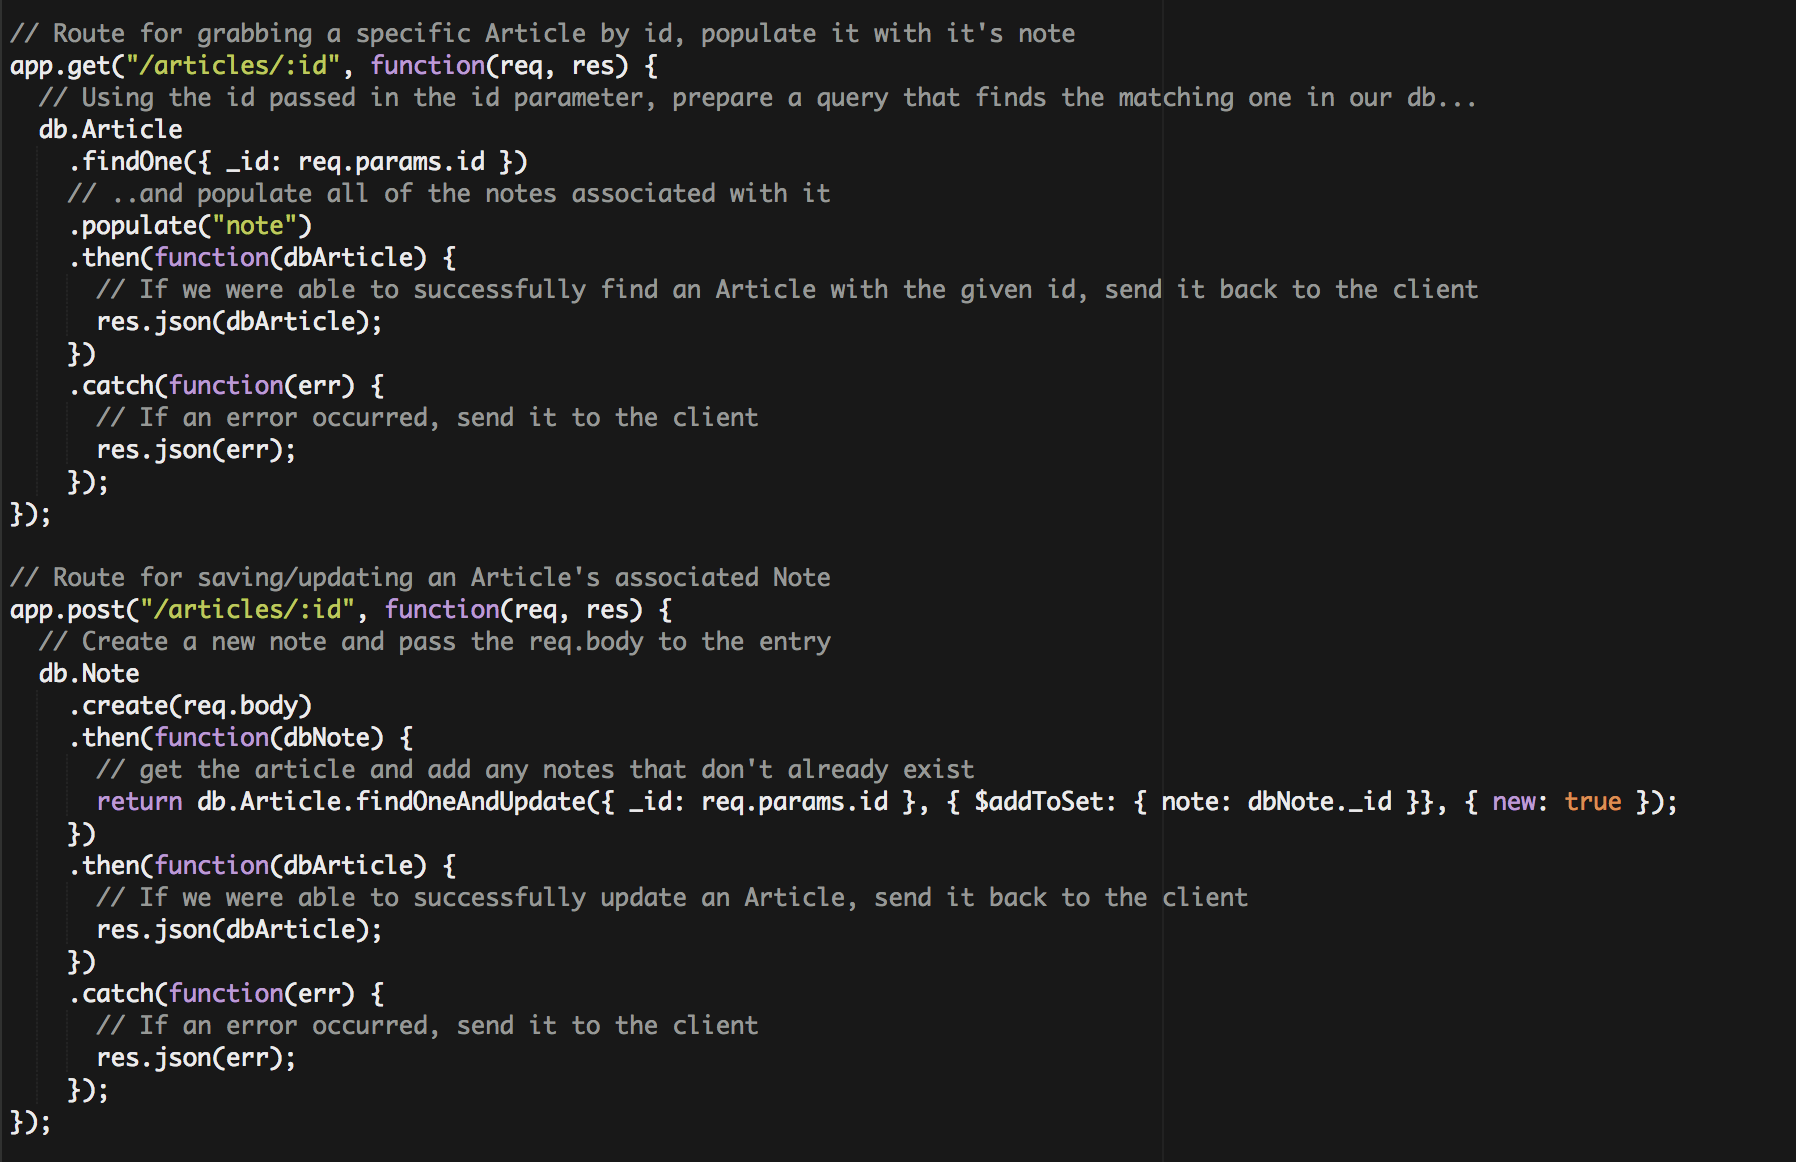 // Route for grabbing a specific Article by id, populate it with it's note
app.get("/articles/:id", function(req, res) {
  // Using the id passed in the id parameter, prepare a query that finds the matching one in our db...
  db.Article
    .findOne({ _id: req.params.id })
    // ..and populate all of the notes associated with it
    .populate("note")
    .then(function(dbArticle) {
      // If we were able to successfully find an Article with the given id, send it back to the client
      res.json(dbArticle);
    })
    .catch(function(err) {
      // If an error occurred, send it to the client
      res.json(err);
    });
});

// Route for saving/updating an Article's associated Note
app.post("/articles/:id", function(req, res) {
  // Create a new note and pass the req.body to the entry
  db.Note
    .create(req.body)
    .then(function(dbNote) {
      // get the article and add any notes that don't already exist
      return db.Article.findOneAndUpdate({ _id: req.params.id }, { $addToSet: { note: dbNote._id }}, { new: true });
    })
    .then(function(dbArticle) {
      // If we were able to successfully update an Article, send it back to the client
      res.json(dbArticle);
    })
    .catch(function(err) {
      // If an error occurred, send it to the client
      res.json(err);
    });
});